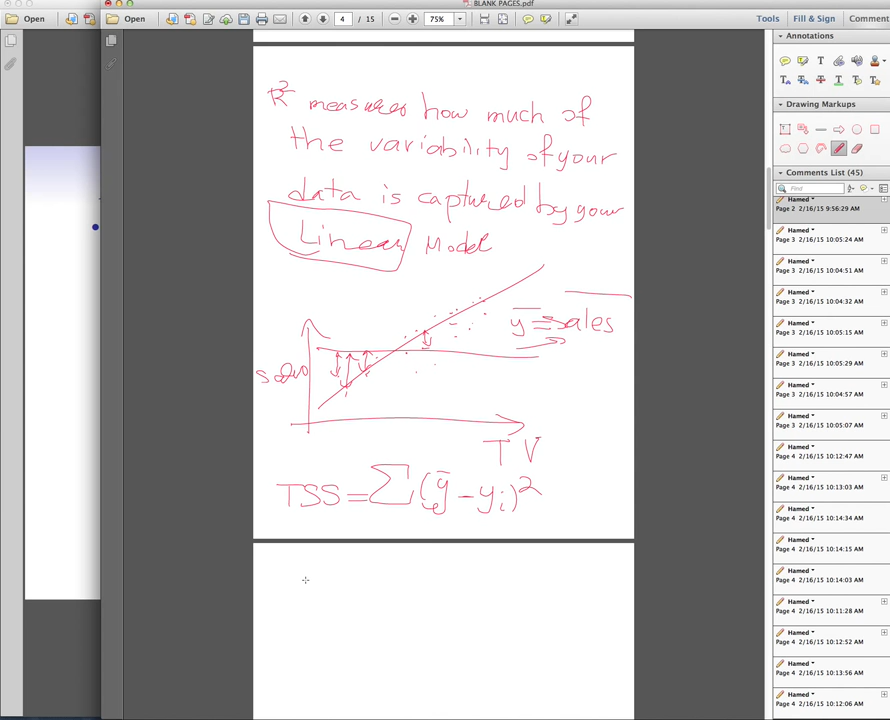 BLANK PAGES.pdf
Open
Open
4 / 15
75%
Tools
Fill & Sign
Comment
R² measures how much of
the variability of your
data is captured by your
Linear Model
ȳ = sales
sales
TV
TSS = Σ(ȳ - yi)²
Annotations
Drawing Markups
Comments List (45)
Find
Page 2 2/16/15 9:56:29 AM
Hamed
Page 3 2/16/15 10:05:24 AM
Hamed
Page 3 2/16/15 10:04:51 AM
Hamed
Page 3 2/16/15 10:04:32 AM
Hamed
Page 3 2/16/15 10:05:15 AM
Hamed
Page 3 2/16/15 10:05:29 AM
Hamed
Page 3 2/16/15 10:04:57 AM
Hamed
Page 3 2/16/15 10:05:07 AM
Hamed
Page 4 2/16/15 10:12:47 AM
Hamed
Page 4 2/16/15 10:13:03 AM
Hamed
Page 4 2/16/15 10:14:34 AM
Hamed
Page 4 2/16/15 10:14:15 AM
Hamed
Page 4 2/16/15 10:14:03 AM
Hamed
Page 4 2/16/15 10:11:28 AM
Hamed
Page 4 2/16/15 10:12:52 AM
Hamed
Page 4 2/16/15 10:13:56 AM
Hamed
Page 4 2/16/15 10:12:06 AM